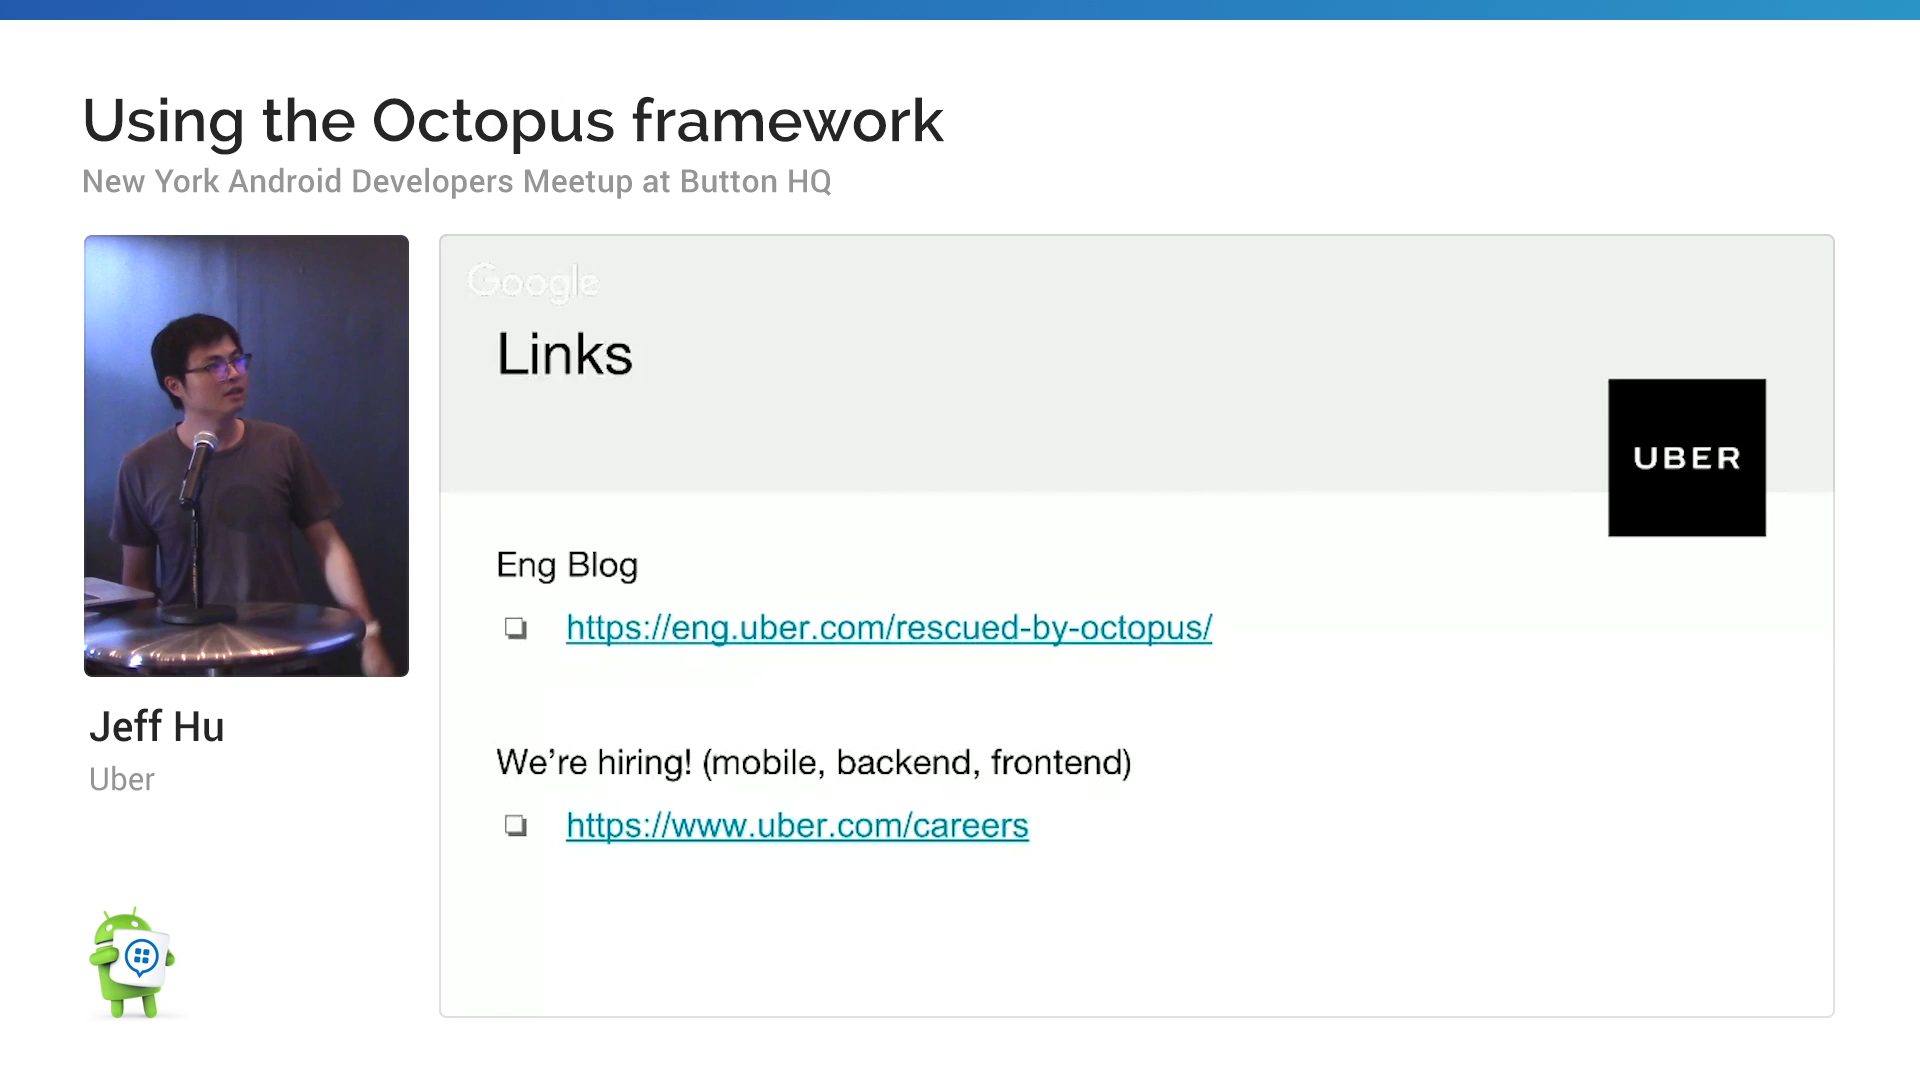 Using the Octopus framework
New York Android Developers Meetup at Button HQ
Google
Links
UBER
Eng Blog
❏ https://eng.uber.com/rescued-by-octopus/
We’re hiring! (mobile, backend, frontend)
❏ https://www.uber.com/careers
Jeff Hu
Uber